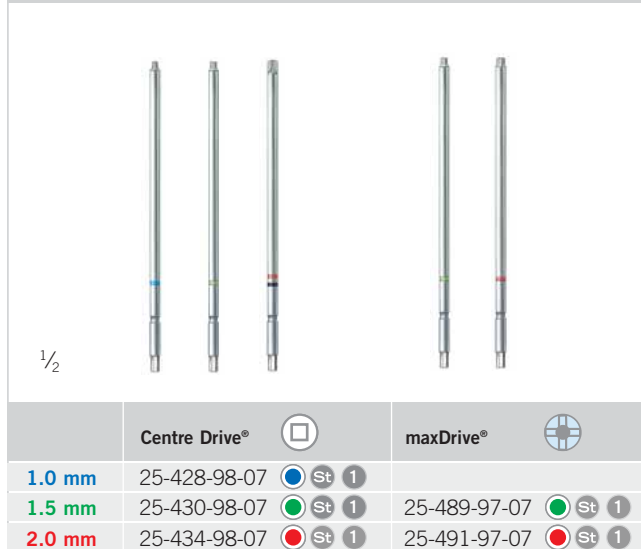 1/2
Centre Drive® maxDrive®
1.0 mm 25-428-98-07 St 1
1.5 mm 25-430-98-07 St 1 25-489-97-07 St 1
2.0 mm 25-434-98-07 St 1 25-491-97-07 St 1